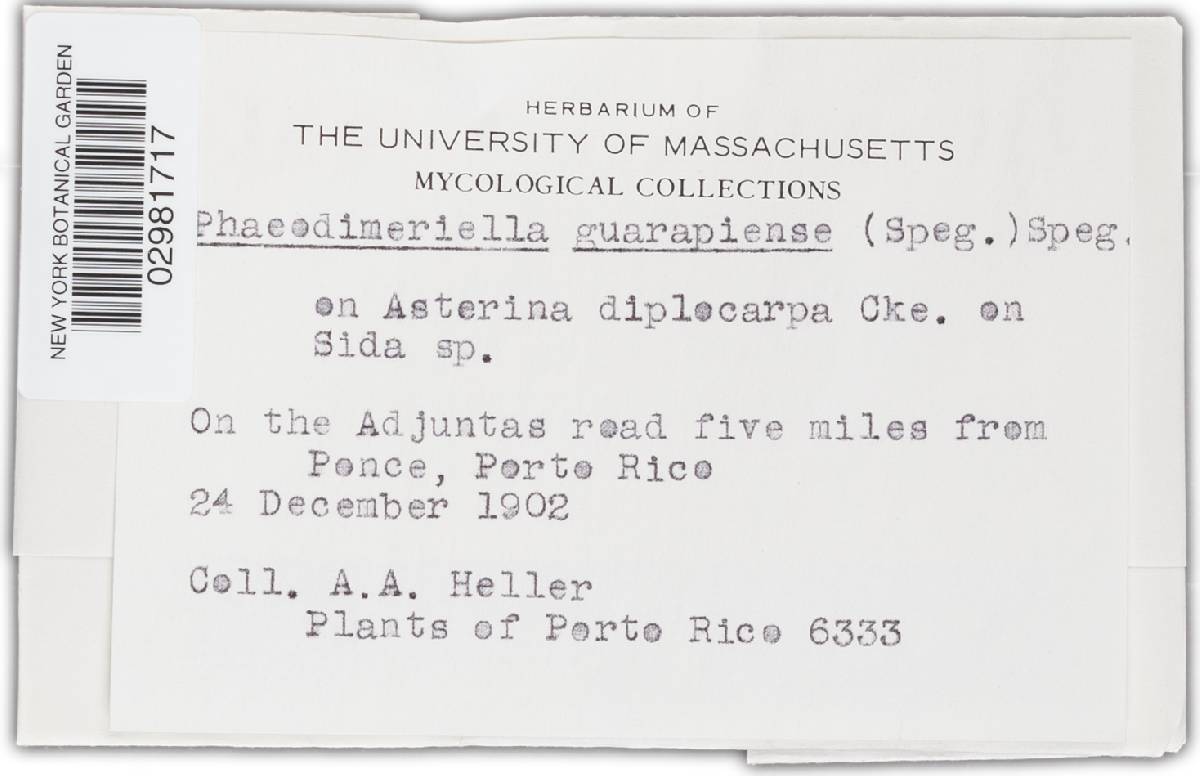 NEW YORK BOTANICAL GARDEN
02981717
HERBARIUM OF
THE UNIVERSITY OF MASSACHUSETTS
MYCOLOGICAL COLLECTIONS
Phaeodimeriella guarapiense (Speg.)Speg.
on Asterina diplocarpa Cke. on
Sida sp.
On the Adjuntas road five miles from
Ponce, Porto Rico
24 December 1902
Coll. A.A. Heller
Plants of Porto Rico 6333